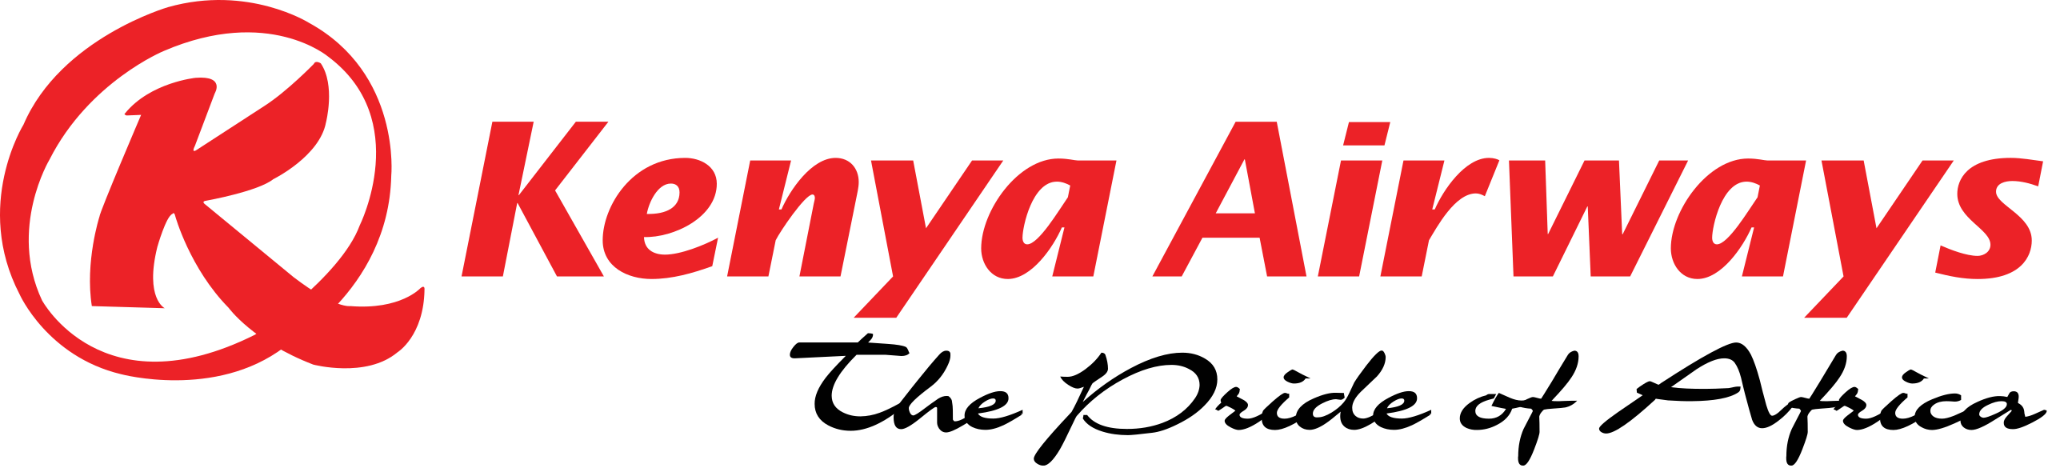 K
Kenya Airways
The Pride of Africa